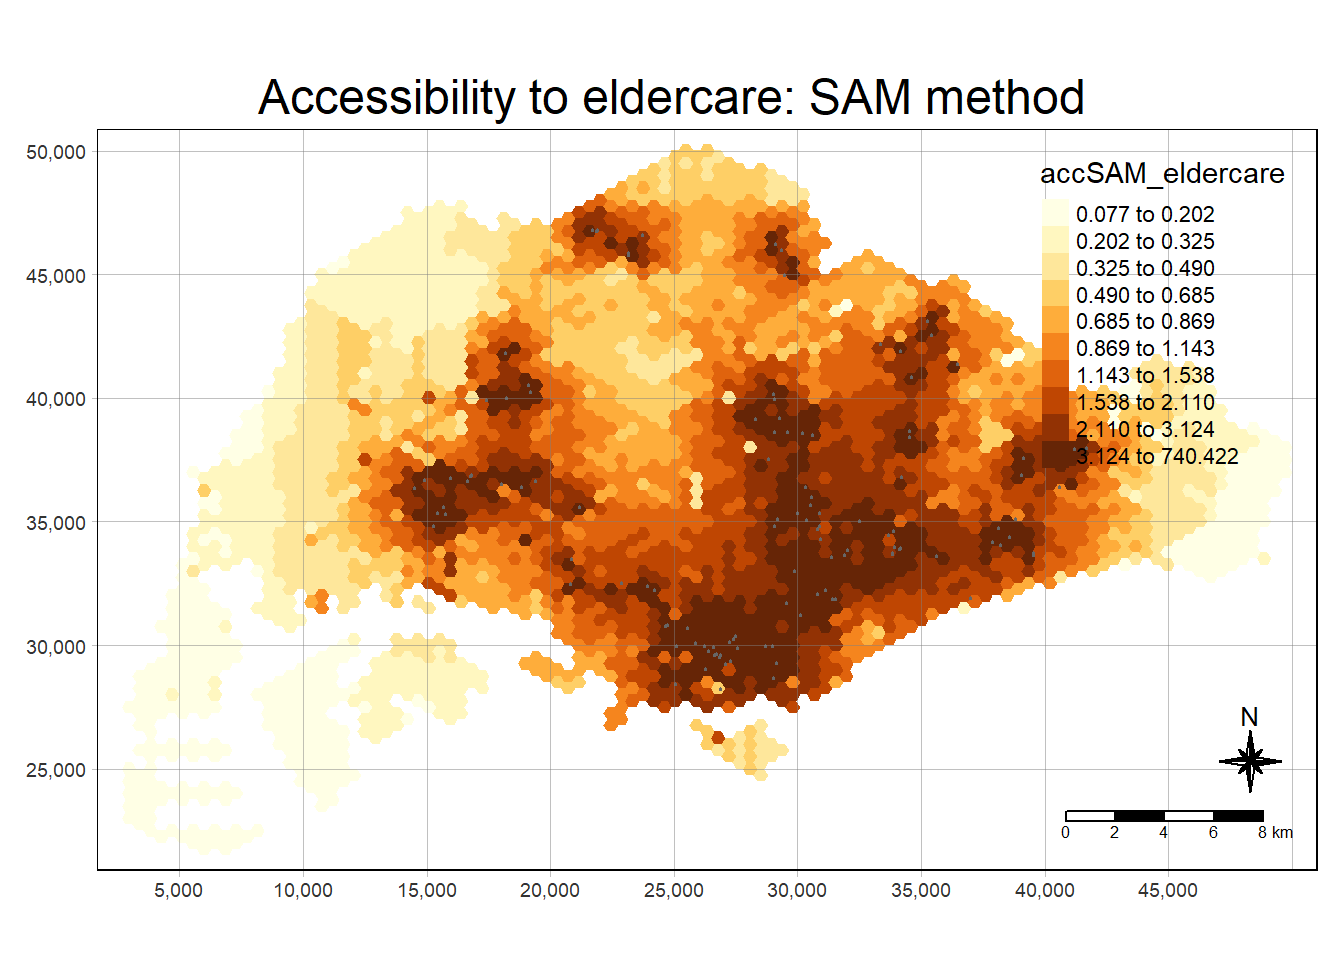 Accessibility to eldercare: SAM method
50,000
45,000
40,000
35,000
30,000
25,000
accSAM_eldercare
0.077 to 0.202
0.202 to 0.325
0.325 to 0.490
0.490 to 0.685
0.685 to 0.869
0.869 to 1.143
1.143 to 1.538
1.538 to 2.110
2.110 to 3.124
3.124 to 740.422
N
0 2 4 6 8 km
5,000 10,000 15,000 20,000 25,000 30,000 35,000 40,000 45,000